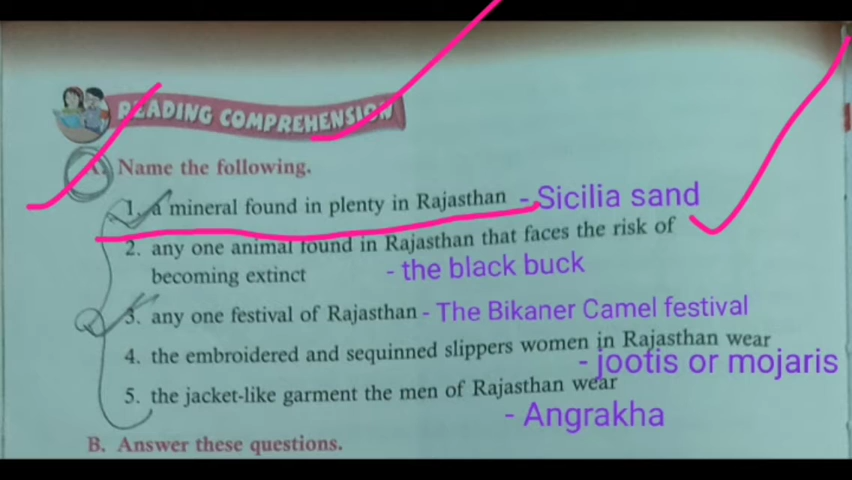 READING COMPREHENSION
A. Name the following.
1. a mineral found in plenty in Rajasthan - Sicilia sand
2. any one animal found in Rajasthan that faces the risk of
becoming extinct - the black buck
3. any one festival of Rajasthan - The Bikaner Camel festival
4. the embroidered and sequinned slippers women in Rajasthan wear
- jootis or mojaris
5. the jacket-like garment the men of Rajasthan wear
- Angrakha
B. Answer these questions.